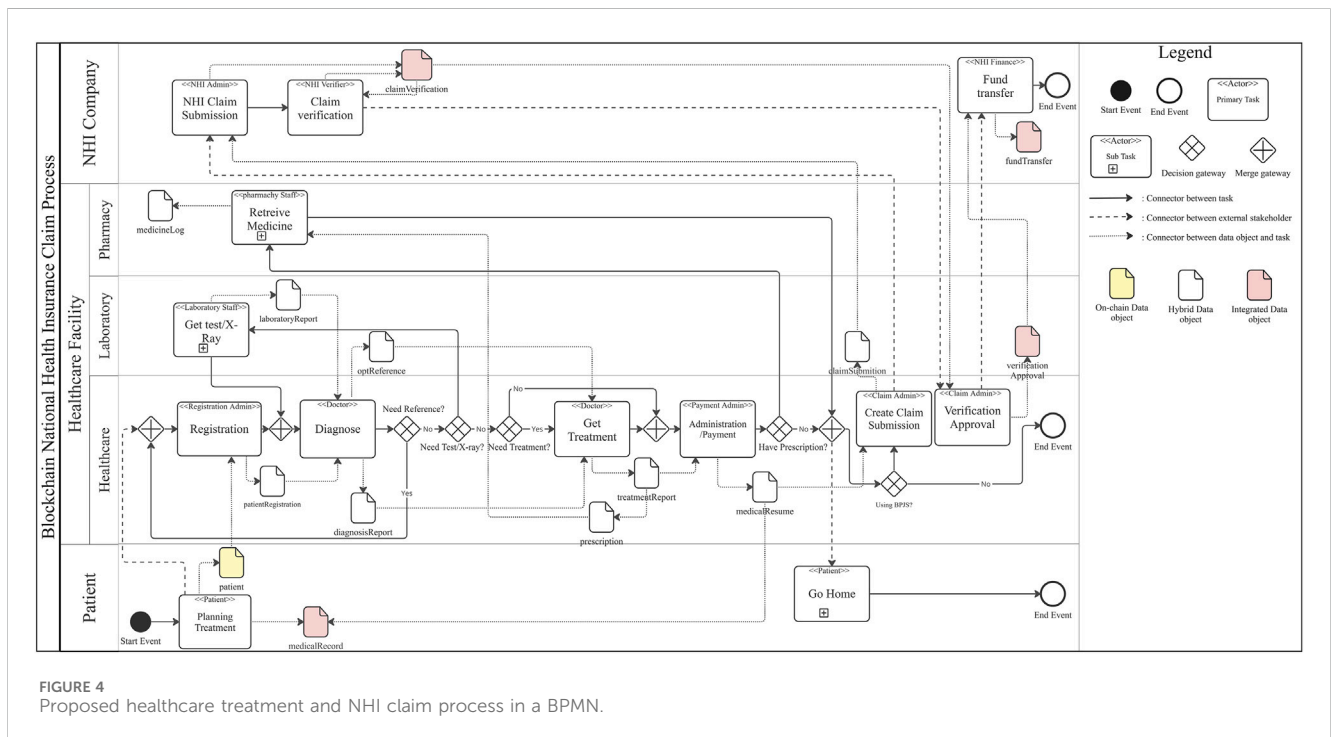 Blockchain National Health Insurance Claim Process
NHI Company
<<NHI Admin>>
NHI Claim
Submission
<<NHI Verifier>>
Claim
verification
claimVerification
<<NHI Finance>>
Fund
transfer
End Event
fundTransfer
Healthcare Facility
Pharmacy
medicineLog
<<pharmachy Staff>>
Retreive
Medicine
Laboratory
<<Laboratory Staff>>
Get test/X-
Ray
laboratoryReport
optReference
claimSubmition
verification
Approval
Healthcare
<<Registration Admin>>
Registration
patientRegistration
<<Doctor>>
Diagnose
diagnosisReport
Need Reference?
Yes
No
Need Test/X-ray?
No
Need Treatment?
No
Yes
<<Doctor>>
Get
Treatment
treatmentReport
prescription
<<Payment Admin>>
Administration
/Payment
medicalResume
Have Prescription?
No
<<Claim Admin>>
Create Claim
Submission
<<Claim Admin>>
Verification
Approval
Using BPJS?
No
End Event
Patient
Start Event
<<Patient>>
Planning
Treatment
patient
medicalRecord
<<Patient>>
Go Home
End Event
Legend
Start Event
End Event
<<Actor>>
Primary Task
<<Actor>>
Sub Task
Decision gateway
Merge gateway
: Connector between task
: Connector between external stakeholder
: Connector between data object and task
On-chain Data
object
Hybrid Data
object
Integrated Data
object
FIGURE 4
Proposed healthcare treatment and NHI claim process in a BPMN.